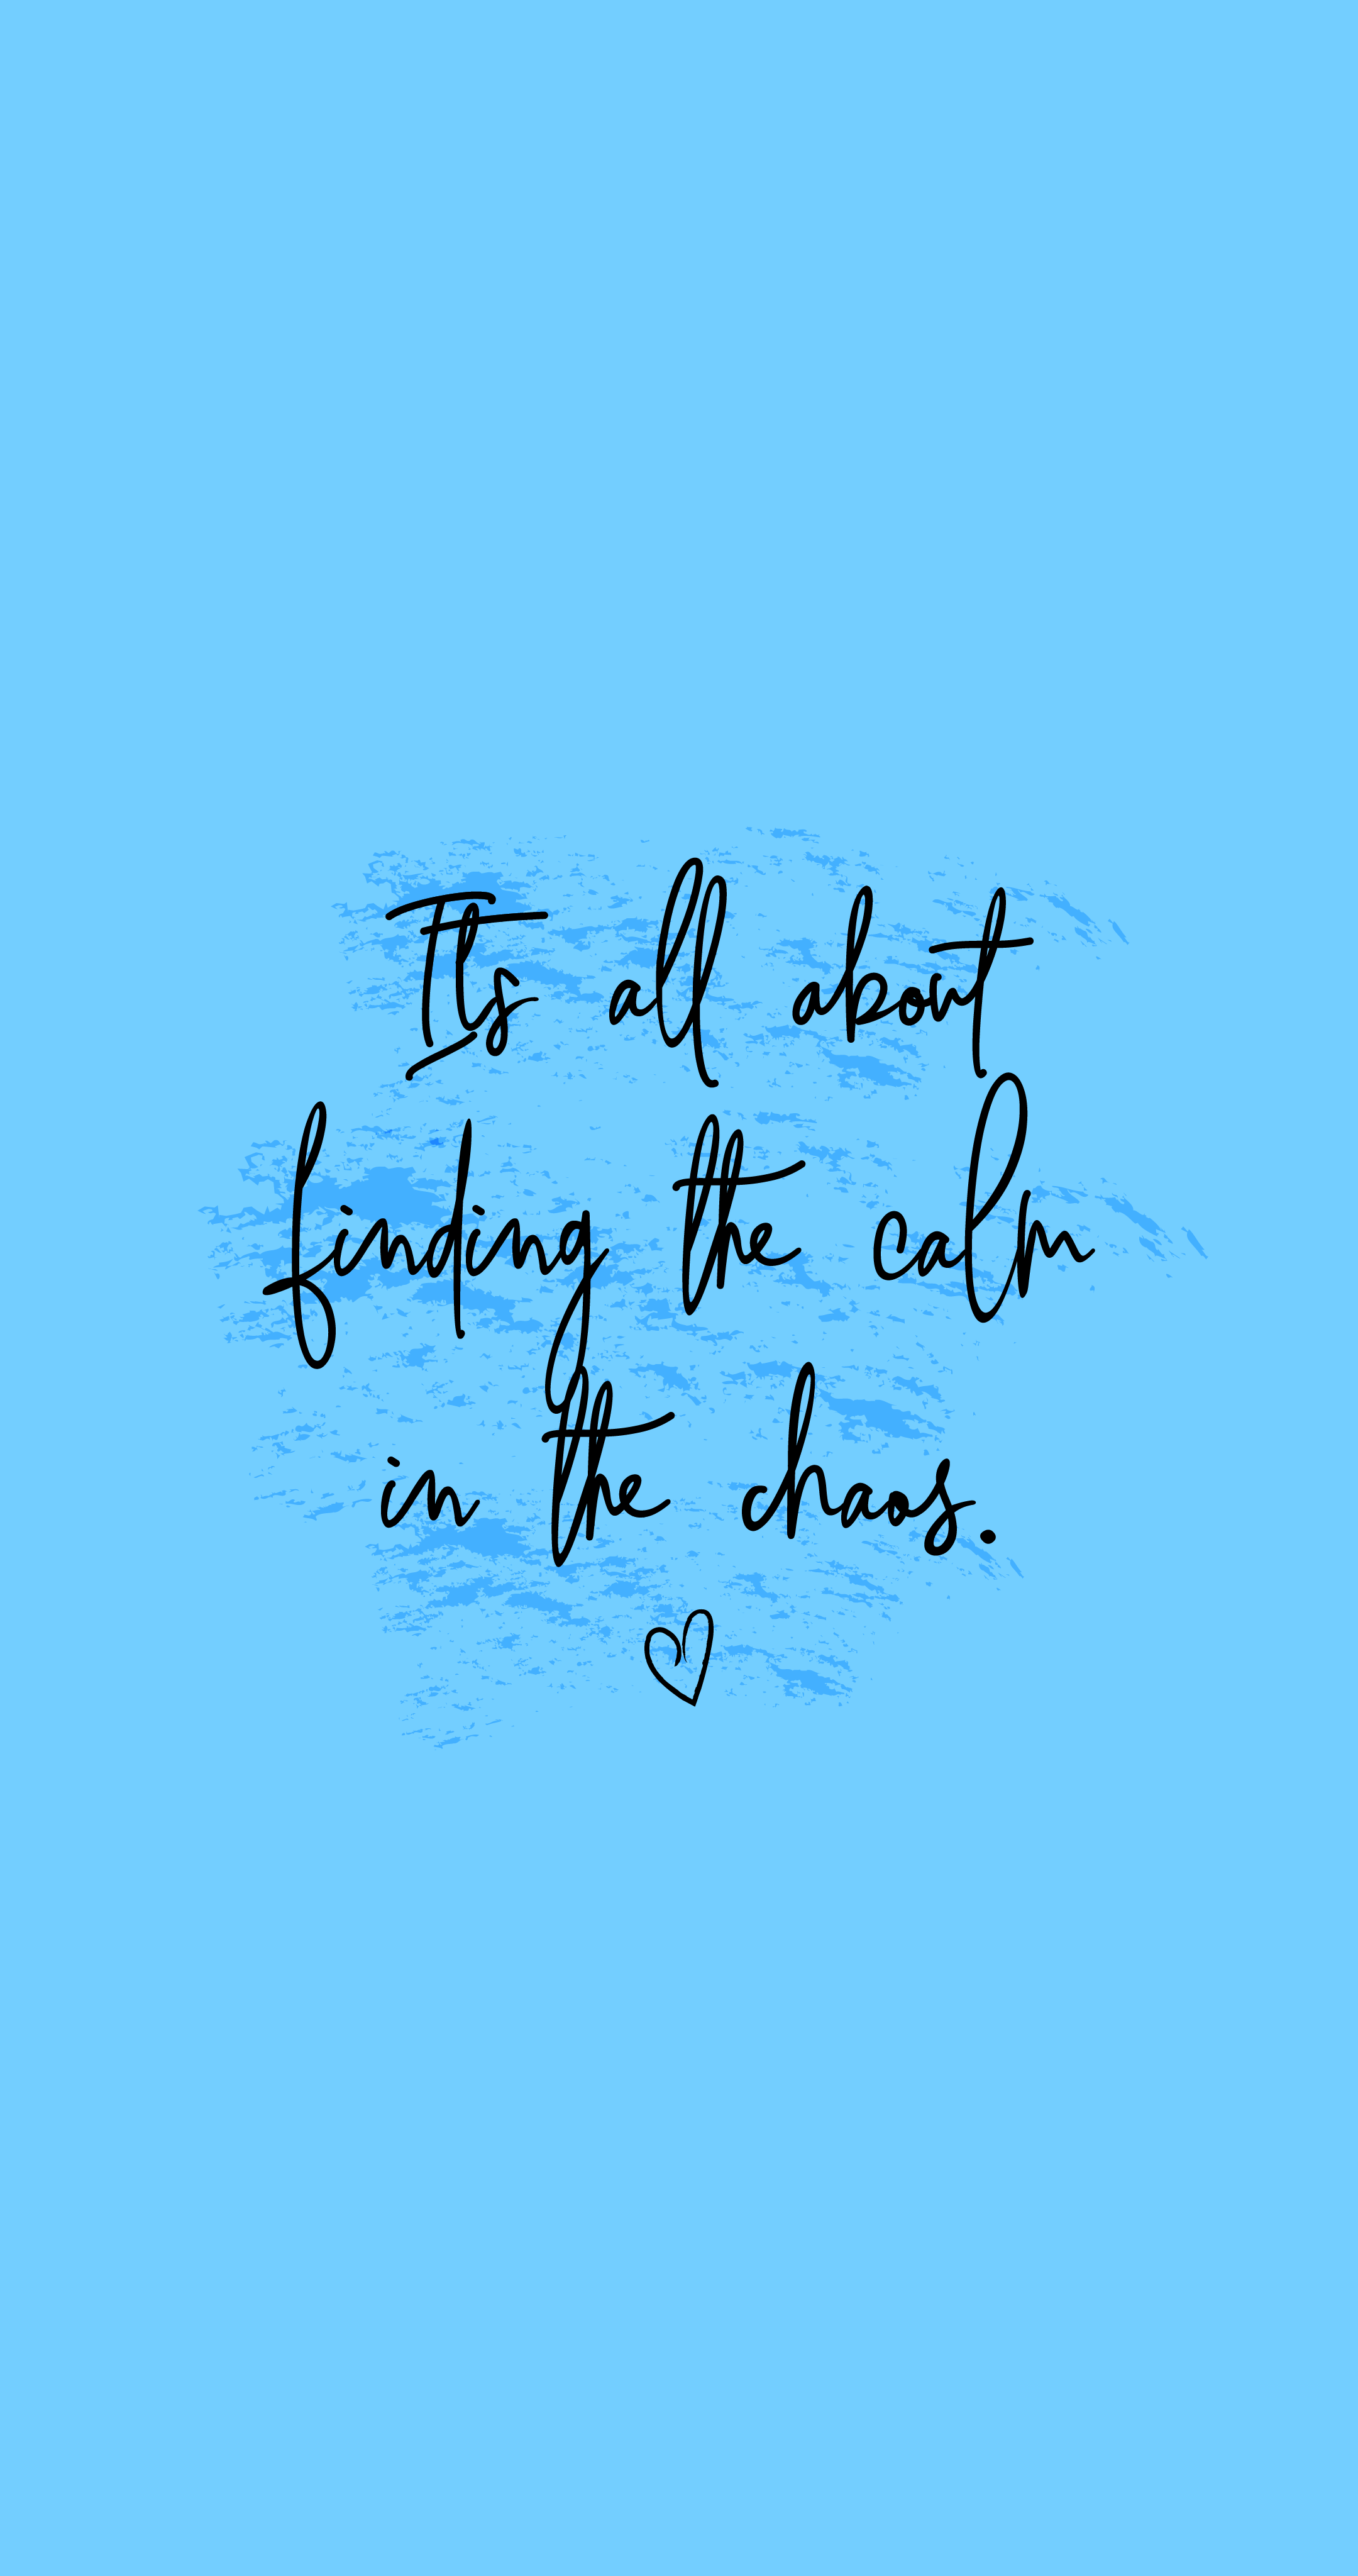 Its all about
finding the calm
in the chaos.